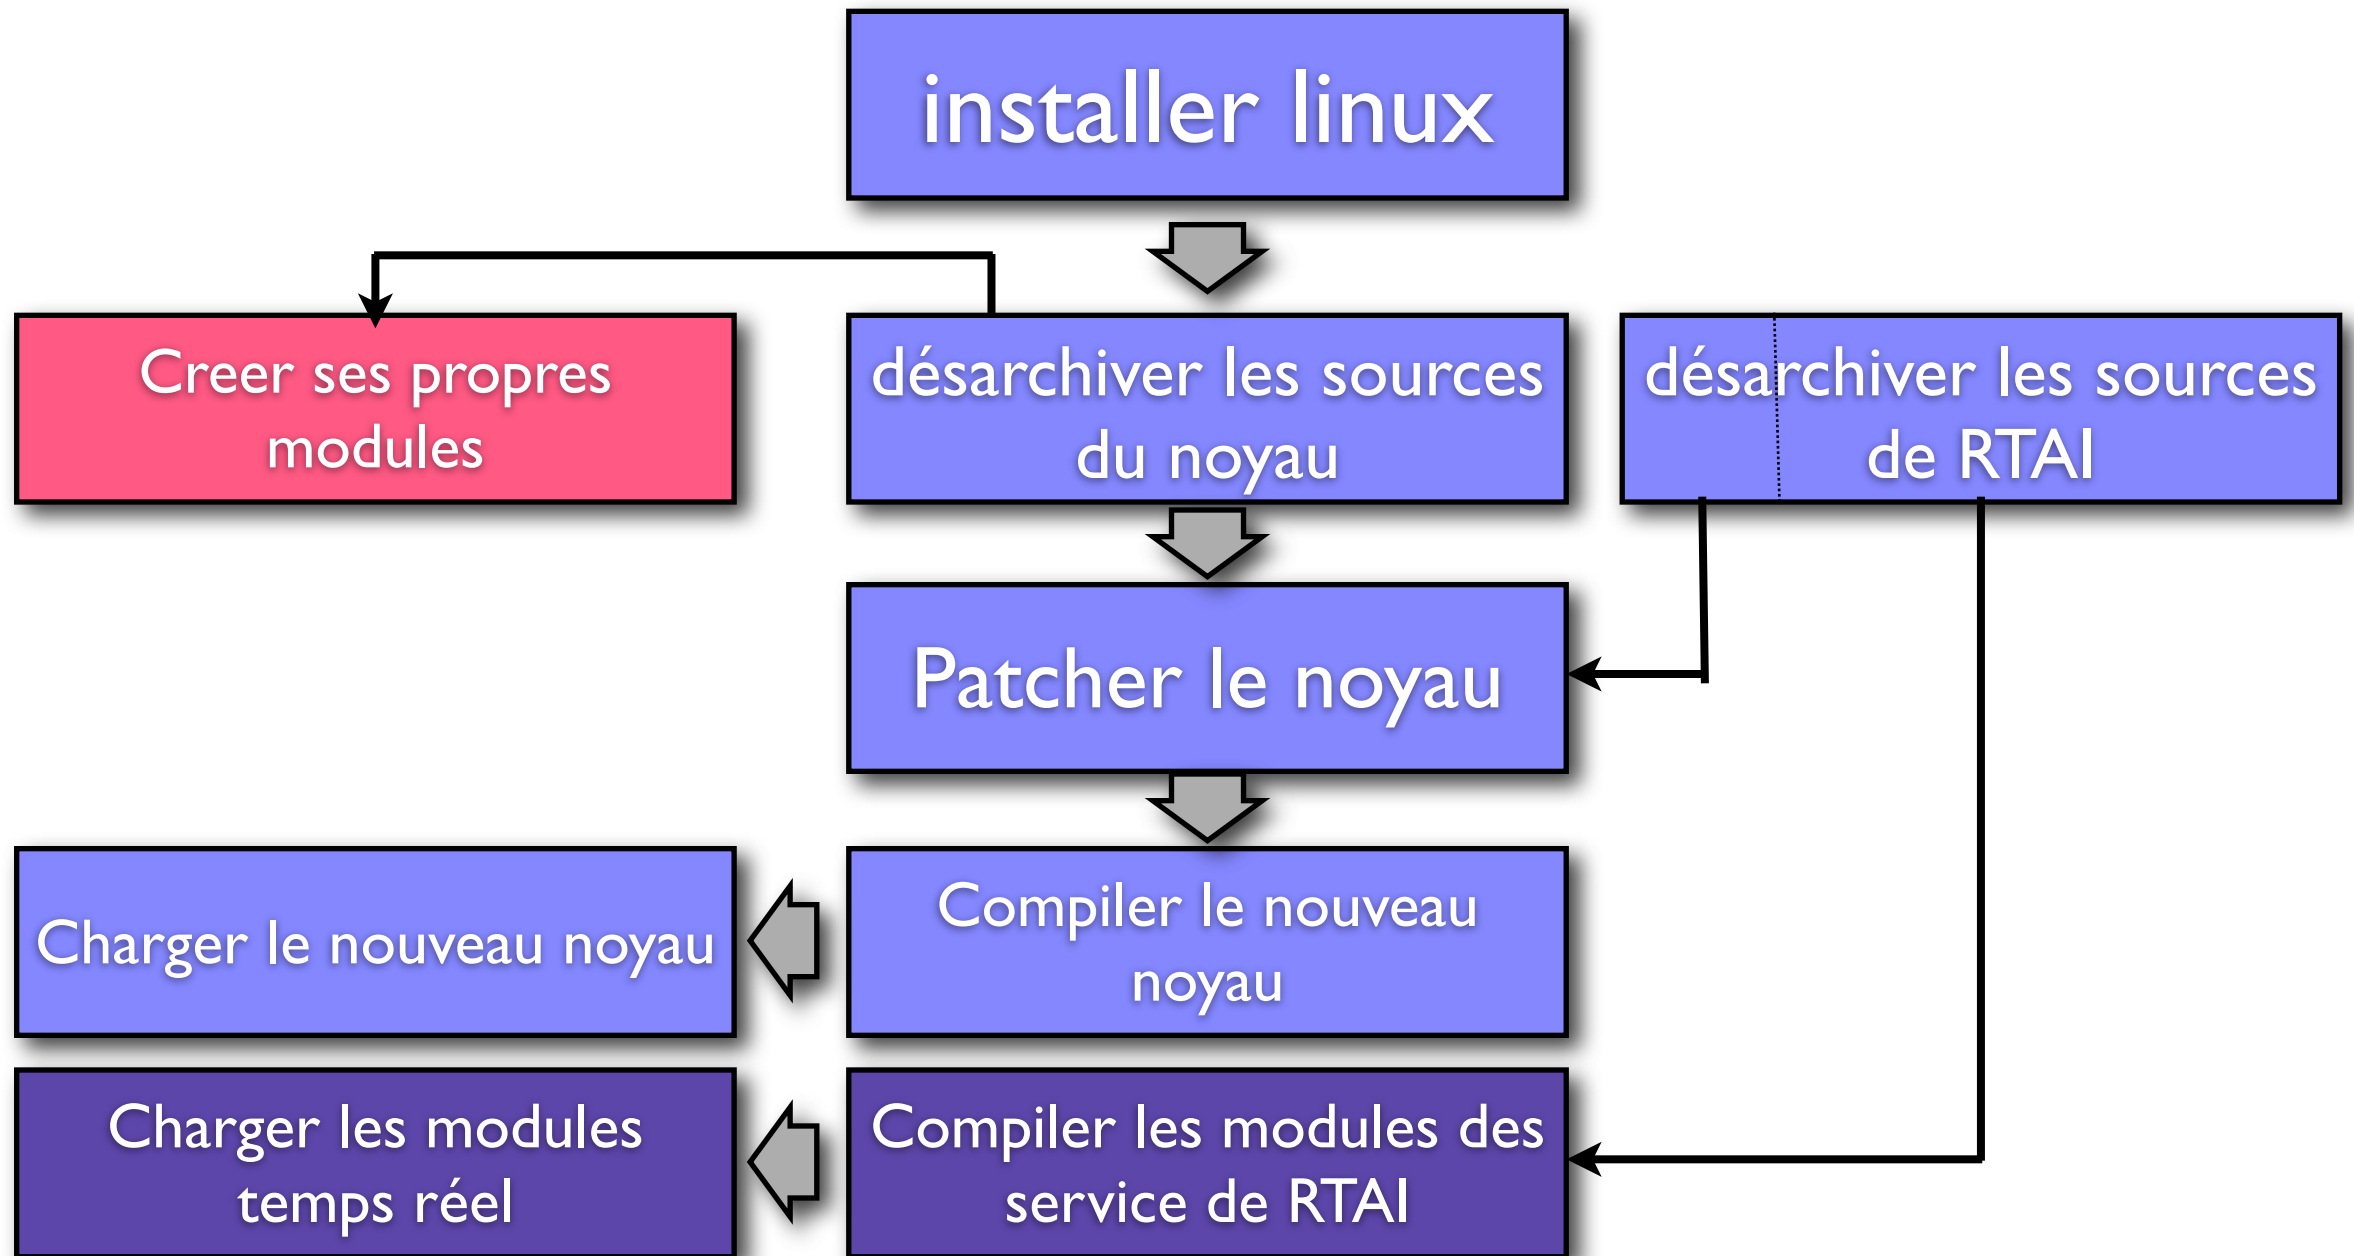 installer linux
Creer ses propres
modules
désarchiver les sources
du noyau
désarchiver les sources
de RTAI
Patcher le noyau
Charger le nouveau noyau
Compiler le nouveau
noyau
Charger les modules
temps réel
Compiler les modules des
service de RTAI